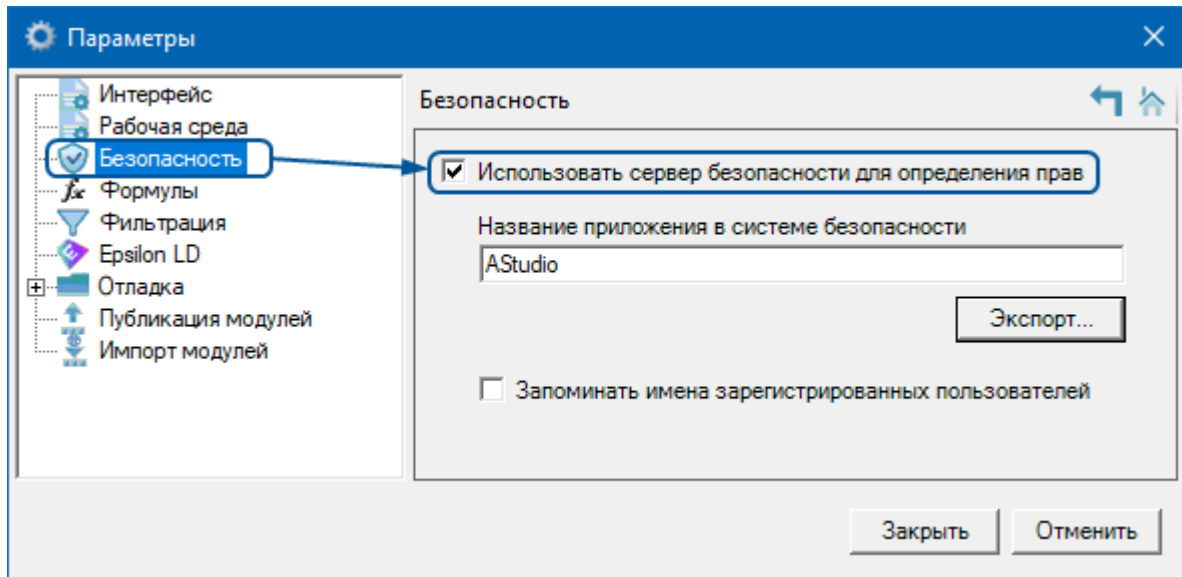 Параметры
Интерфейс
Рабочая среда
Безопасность
Формулы
Фильтрация
Epsilon LD
Отладка
Публикация модулей
Импорт модулей
Безопасность
Использовать сервер безопасности для определения прав
Название приложения в системе безопасности
AStudio
Экспорт...
Запоминать имена зарегистрированных пользователей
Закрыть
Отменить